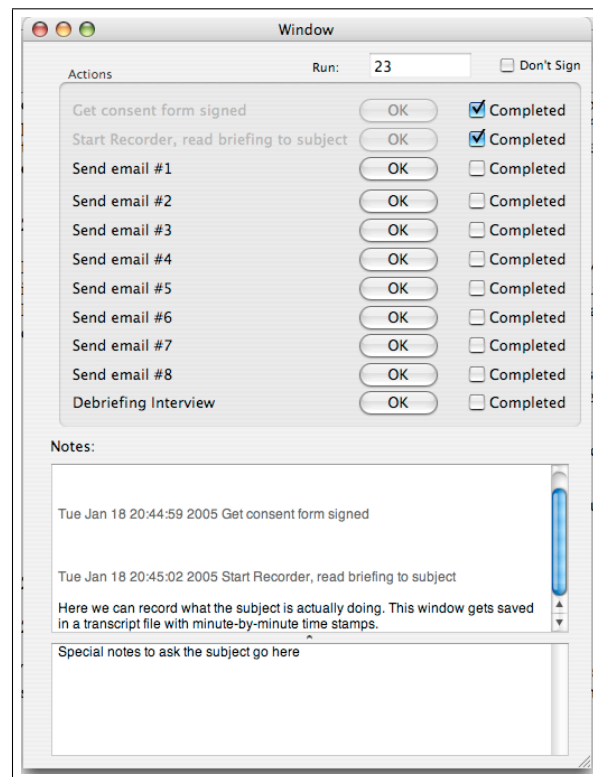 Window
Actions Run: 23 Don't Sign
Get consent form signed OK Completed
Start Recorder, read briefing to subject OK Completed
Send email #1 OK Completed
Send email #2 OK Completed
Send email #3 OK Completed
Send email #4 OK Completed
Send email #5 OK Completed
Send email #6 OK Completed
Send email #7 OK Completed
Send email #8 OK Completed
Debriefing Interview OK Completed
Notes:
Tue Jan 18 20:44:59 2005 Get consent form signed
Tue Jan 18 20:45:02 2005 Start Recorder, read briefing to subject
Here we can record what the subject is actually doing. This window gets saved
in a transcript file with minute-by-minute time stamps.
Special notes to ask the subject go here